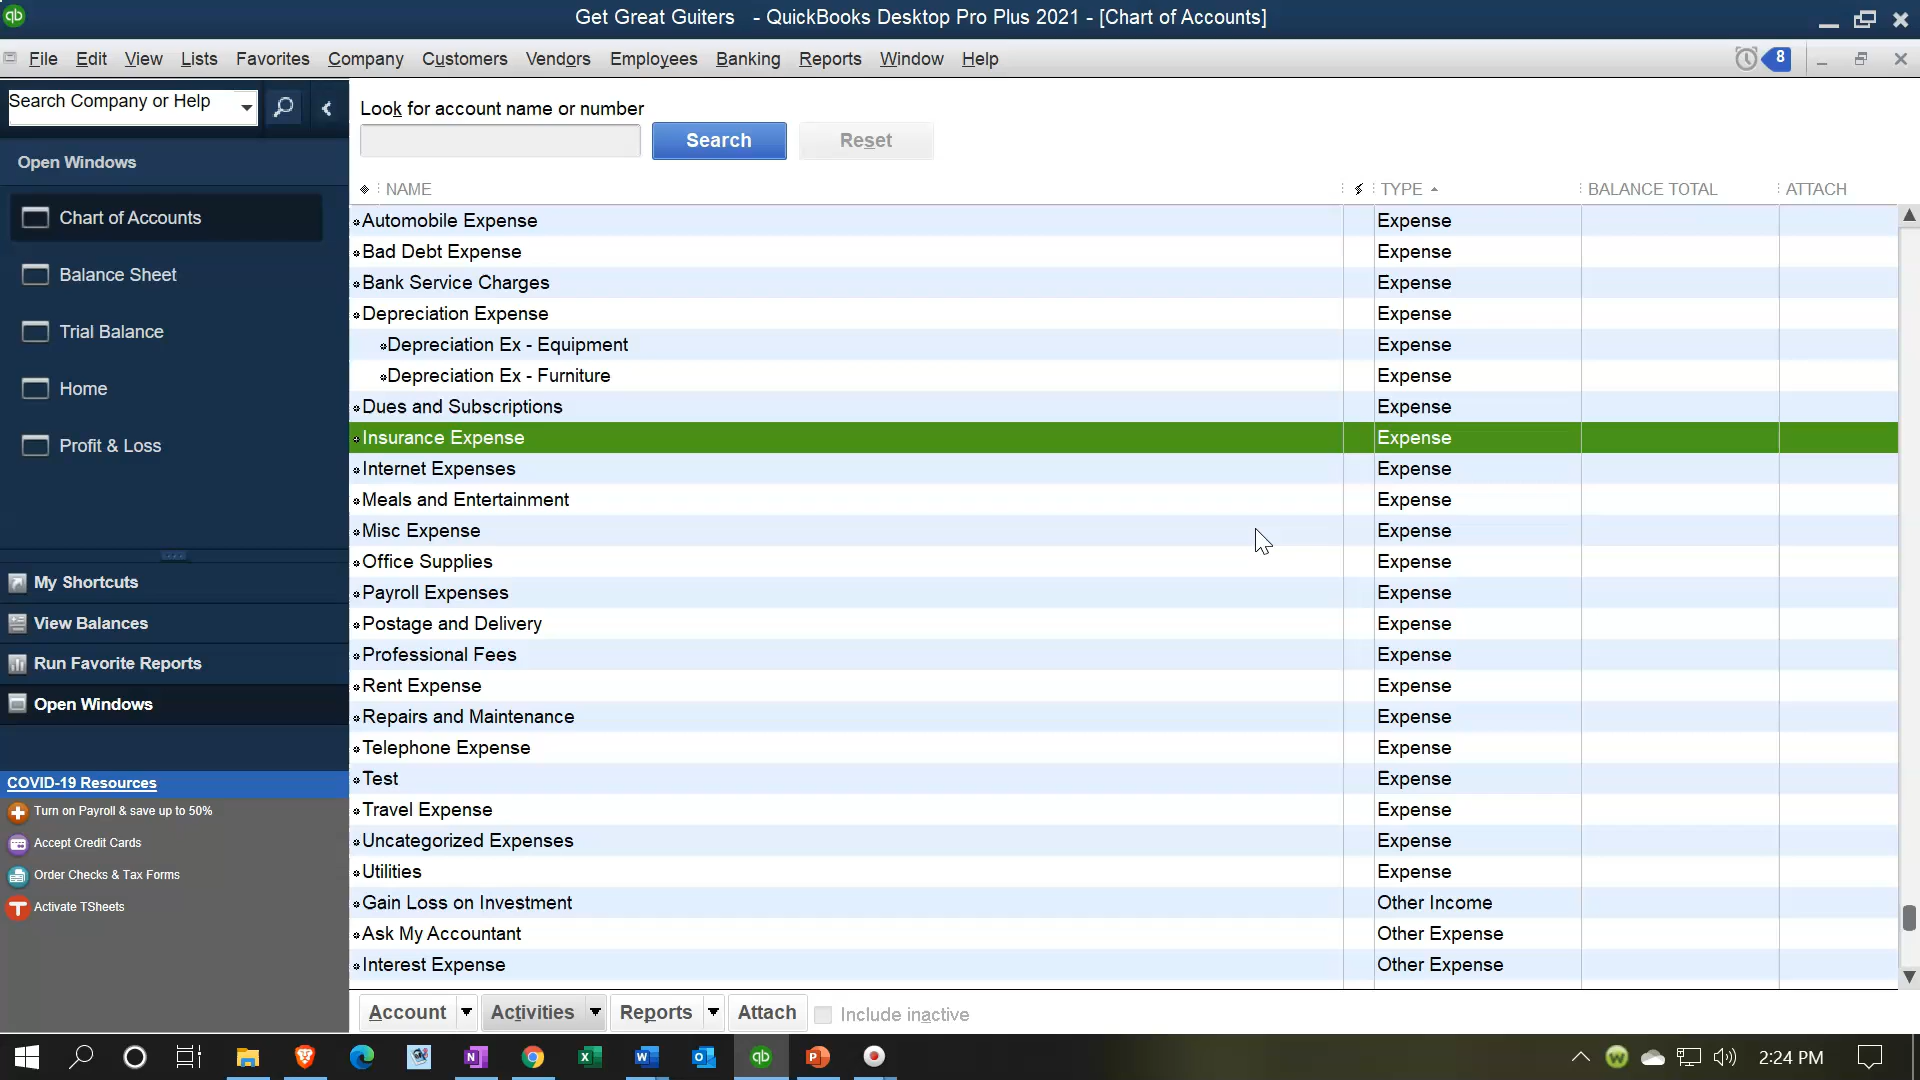 Get Great Guiters - QuickBooks Desktop Pro Plus 2021 - [Chart of Accounts]
File Edit View Lists Favorites Company Customers Vendors Employees Banking Reports Window Help 8
Search Company or Help
Open Windows
Chart of Accounts
Balance Sheet
Trial Balance
Home
Profit & Loss
My Shortcuts
View Balances
Run Favorite Reports
Open Windows
COVID-19 Resources
Turn on Payroll & save up to 50%
Accept Credit Cards
Order Checks & Tax Forms
Activate TSheets
Look for account name or number
Search Reset
NAME TYPE BALANCE TOTAL ATTACH
Automobile Expense Expense
Bad Debt Expense Expense
Bank Service Charges Expense
Depreciation Expense Expense
Depreciation Ex - Equipment Expense
Depreciation Ex - Furniture Expense
Dues and Subscriptions Expense
Insurance Expense Expense
Internet Expenses Expense
Meals and Entertainment Expense
Misc Expense Expense
Office Supplies Expense
Payroll Expenses Expense
Postage and Delivery Expense
Professional Fees Expense
Rent Expense Expense
Repairs and Maintenance Expense
Telephone Expense Expense
Test Expense
Travel Expense Expense
Uncategorized Expenses Expense
Utilities Expense
Gain Loss on Investment Other Income
Ask My Accountant Other Expense
Interest Expense Other Expense
Account Activities Reports Attach Include inactive
2:24 PM